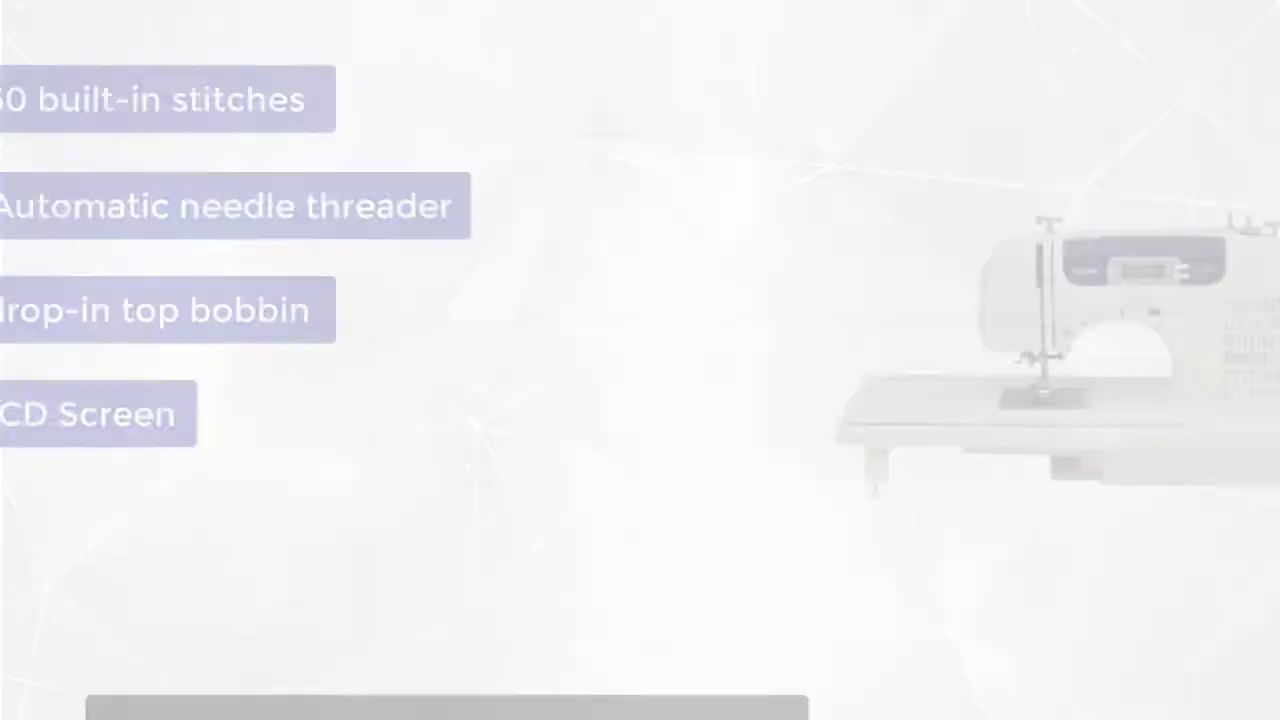 built-in stitches
Automatic needle threader
top bobbin
Screen